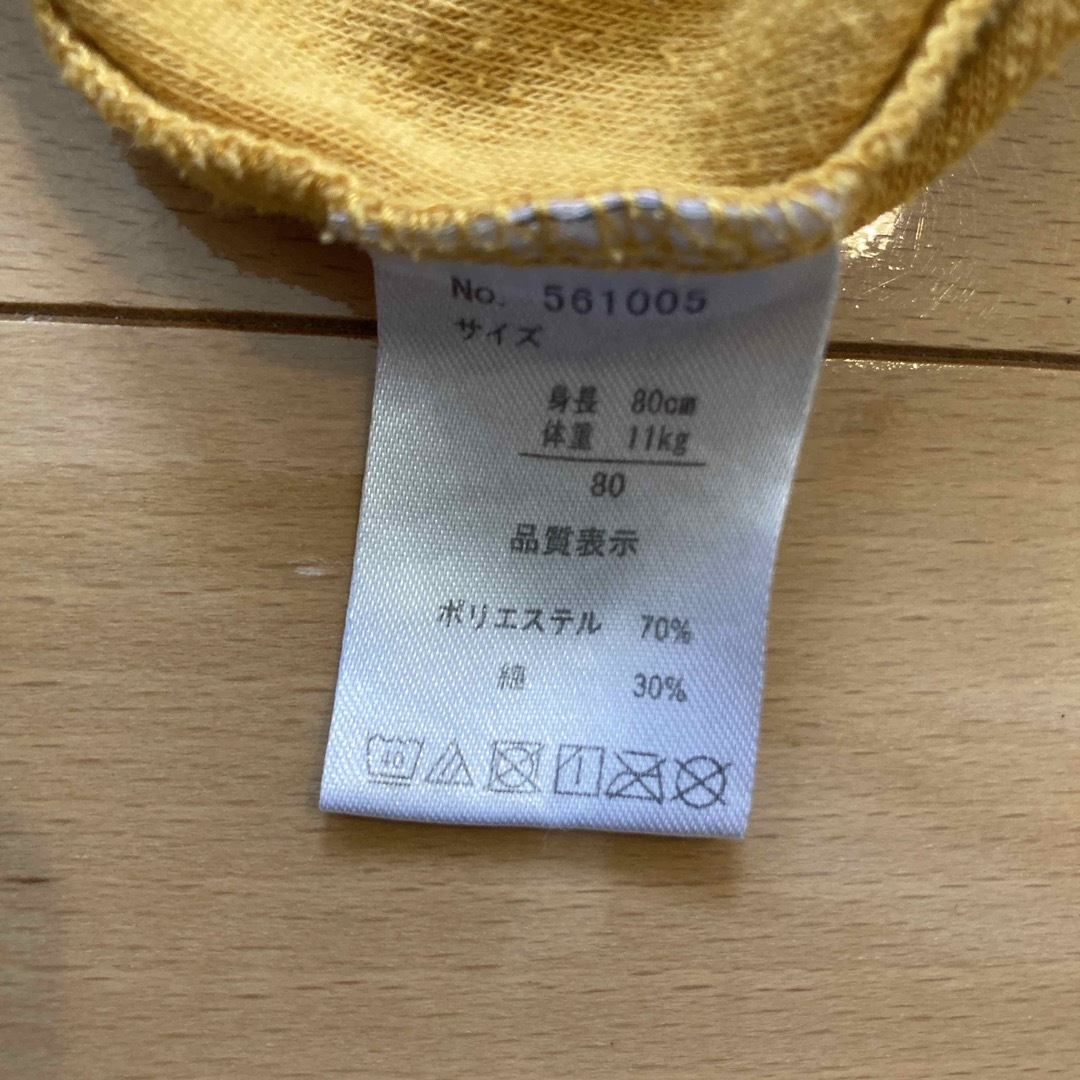 No. 561005
サイズ
身長 80cm
体重 11kg
80
品質表示
ポリエステル 70%
綿 30%
40